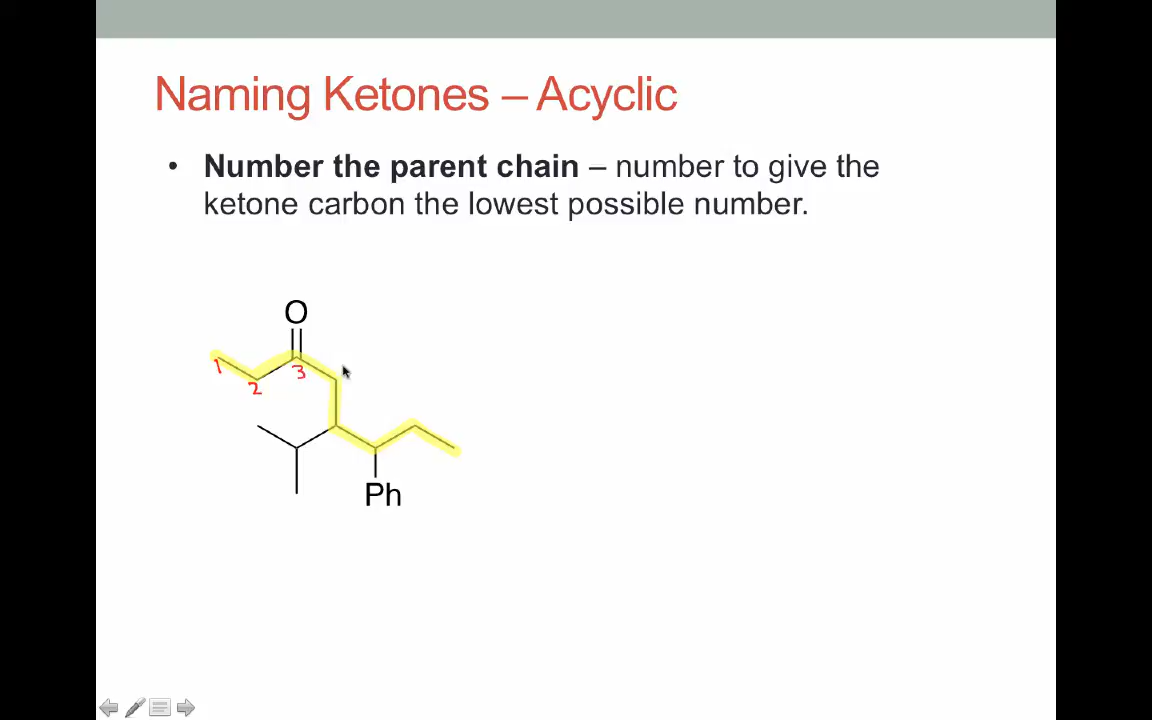 Naming Ketones – Acyclic
• Number the parent chain – number to give the
ketone carbon the lowest possible number.
O
1
2
3
Ph